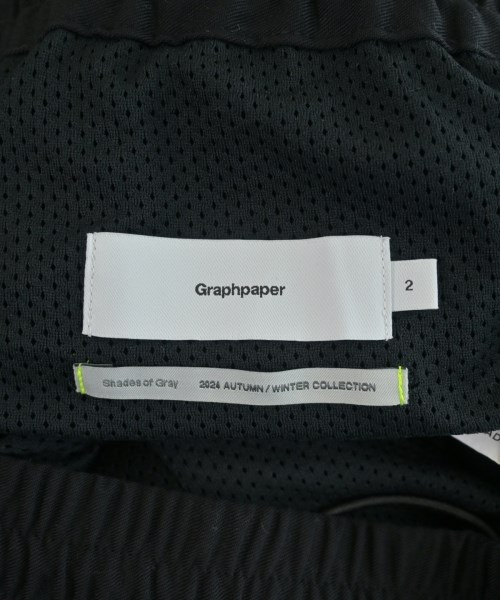 Graphpaper
2
Shades of Gray 2024 AUTUMN / WINTER COLLECTION